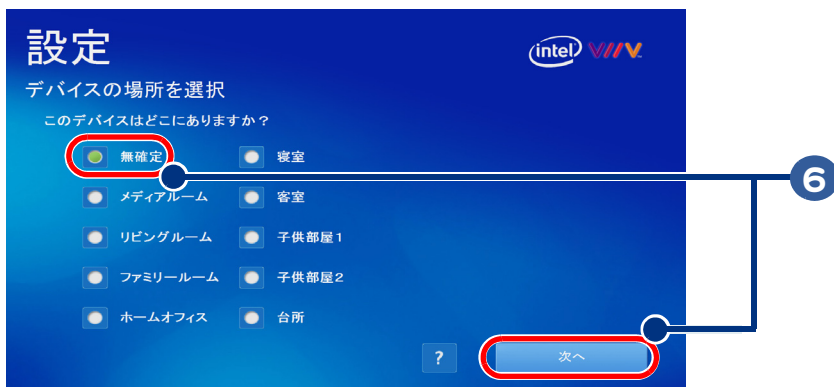 設定
intel VIIV
デバイスの場所を選択
このデバイスはどこにありますか？
無確定 寝室
メディアルーム 客室
リビングルーム 子供部屋1
ファミリールーム 子供部屋2
ホームオフィス 台所
? 次へ
6